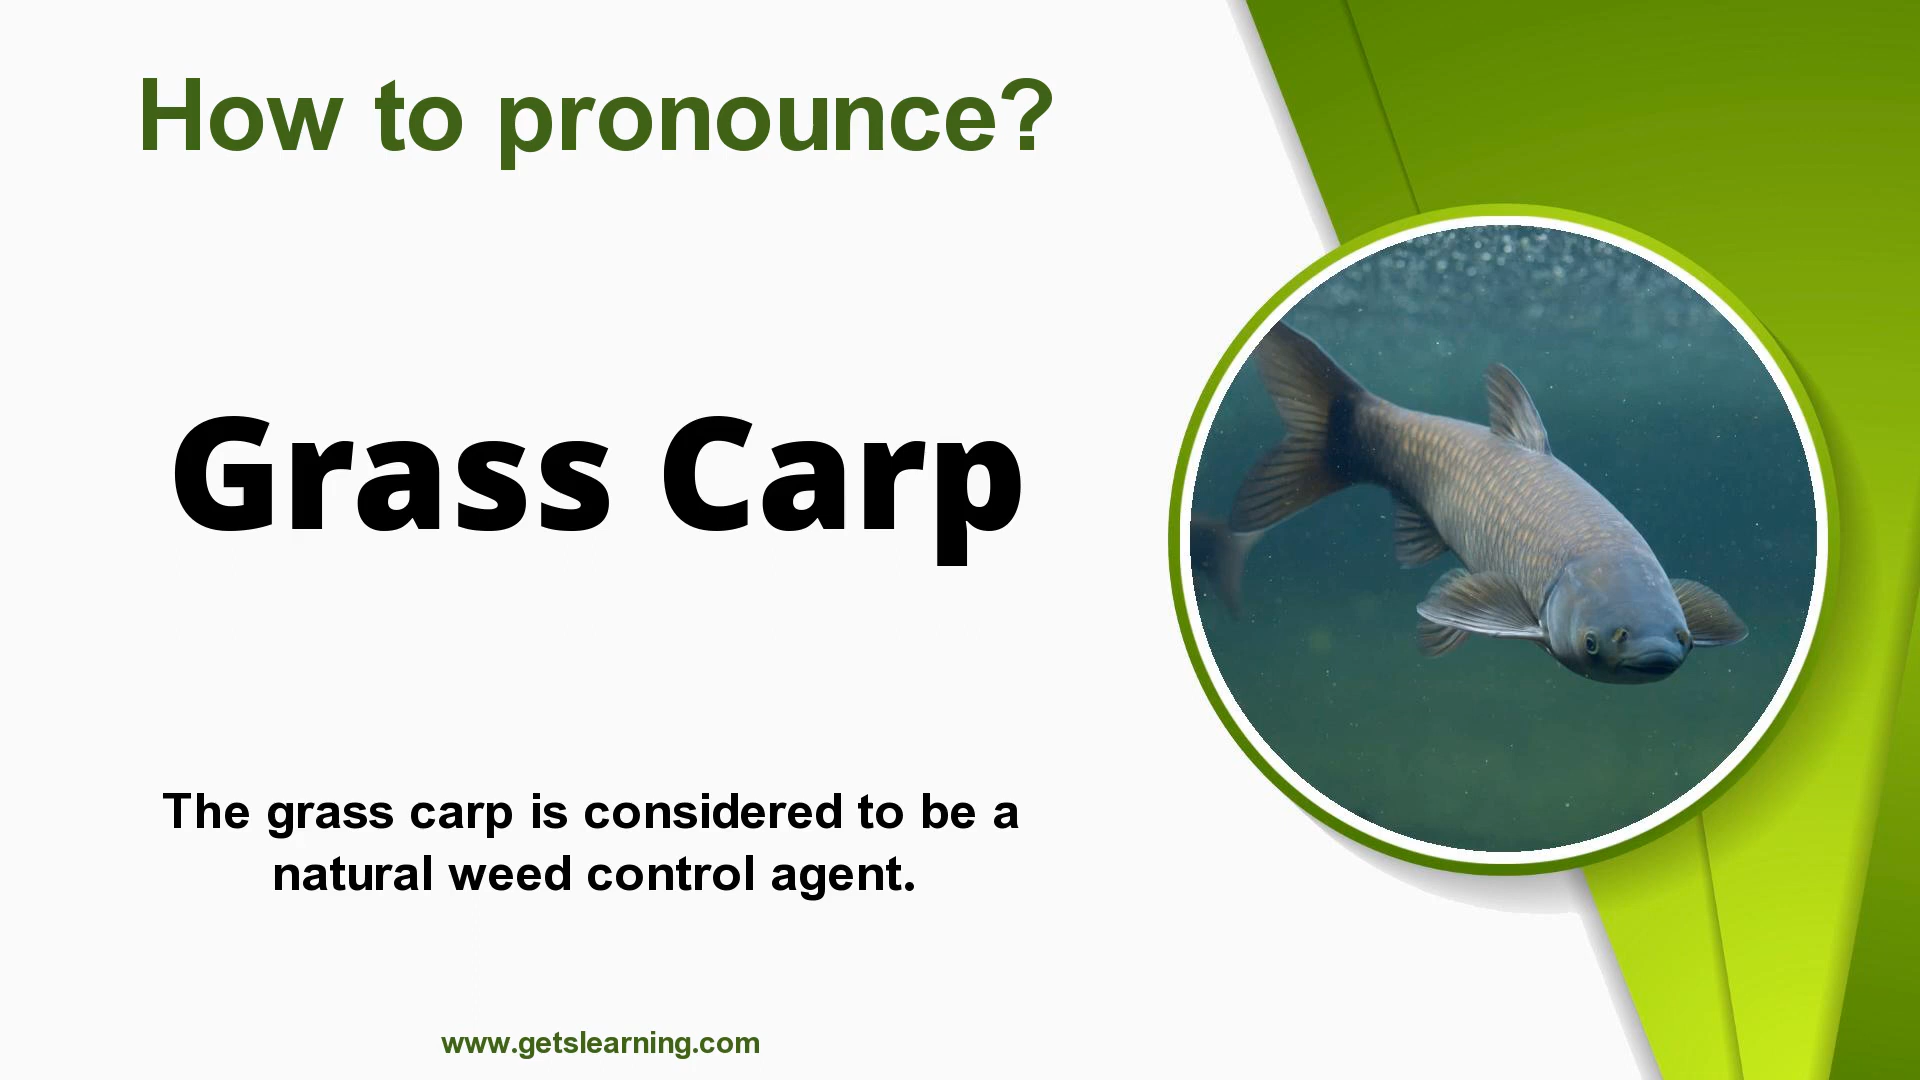 How to pronounce?
Grass Carp
The grass carp is considered to be a
natural weed control agent.
www.getslearning.com